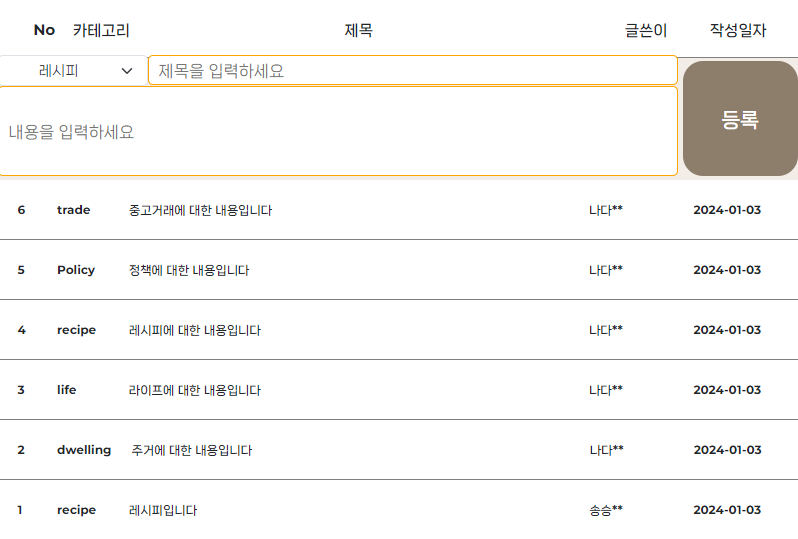 No 카테고리 제목 글쓴이 작성일자
레시피 제목을 입력하세요
내용을 입력하세요 등록
6 trade 중고거래에 대한 내용입니다 나다** 2024-01-03
5 Policy 정책에 대한 내용입니다 나다** 2024-01-03
4 recipe 레시피에 대한 내용입니다 나다** 2024-01-03
3 life 라이프에 대한 내용입니다 나다** 2024-01-03
2 dwelling 주거에 대한 내용입니다 나다** 2024-01-03
1 recipe 레시피입니다 송승** 2024-01-03